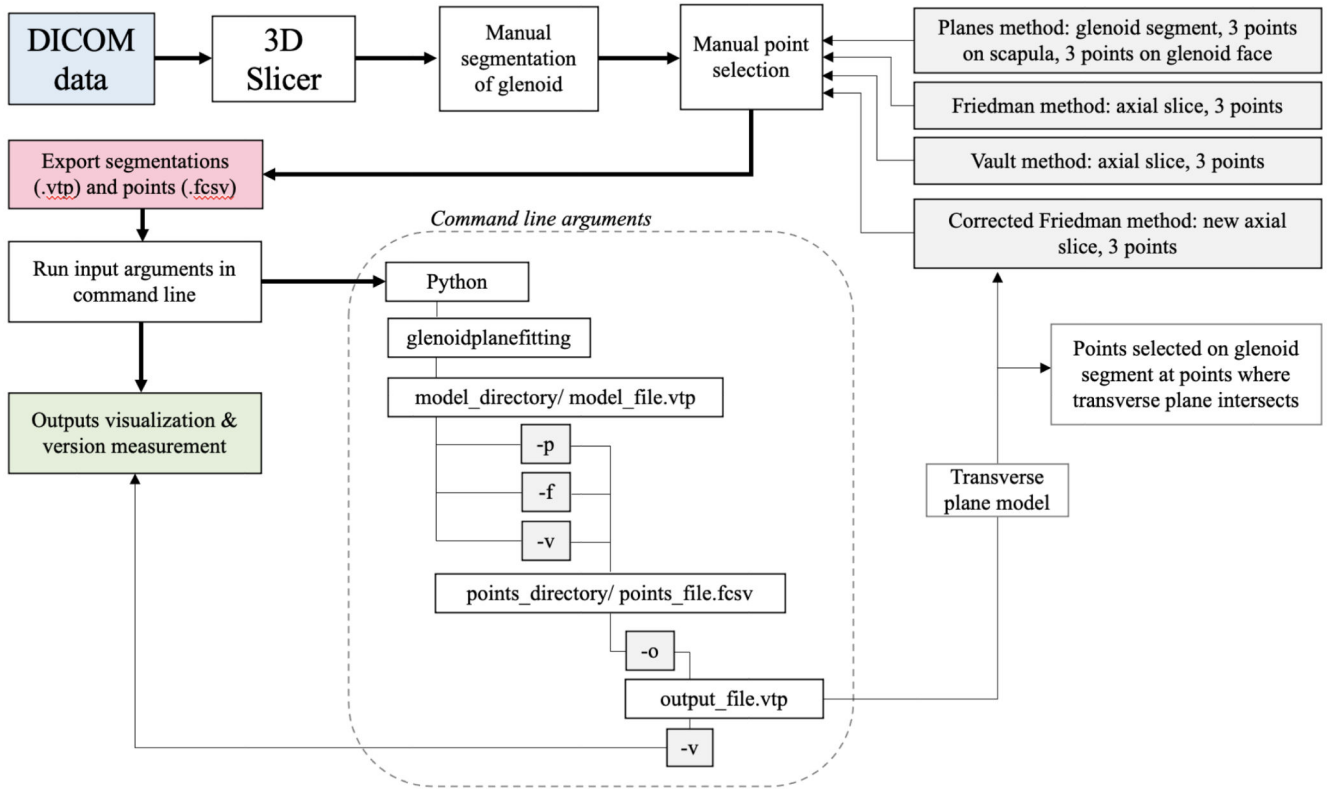 DICOM
data
3D
Slicer
Manual
segmentation
of glenoid
Manual point
selection
Planes method: glenoid segment, 3 points
on scapula, 3 points on glenoid face
Friedman method: axial slice, 3 points
Vault method: axial slice, 3 points
Corrected Friedman method: new axial
slice, 3 points
Export segmentations
(.vtp) and points (.fcsv)
Command line arguments
Run input arguments in
command line
Python
glenoidplanefitting
model_directory/ model_file.vtp
Points selected on glenoid
segment at points where
transverse plane intersects
Outputs visualization &
version measurement
-p
-f
-v
Transverse
plane model
points_directory/ points_file.fcsv
-o
output_file.vtp
-v